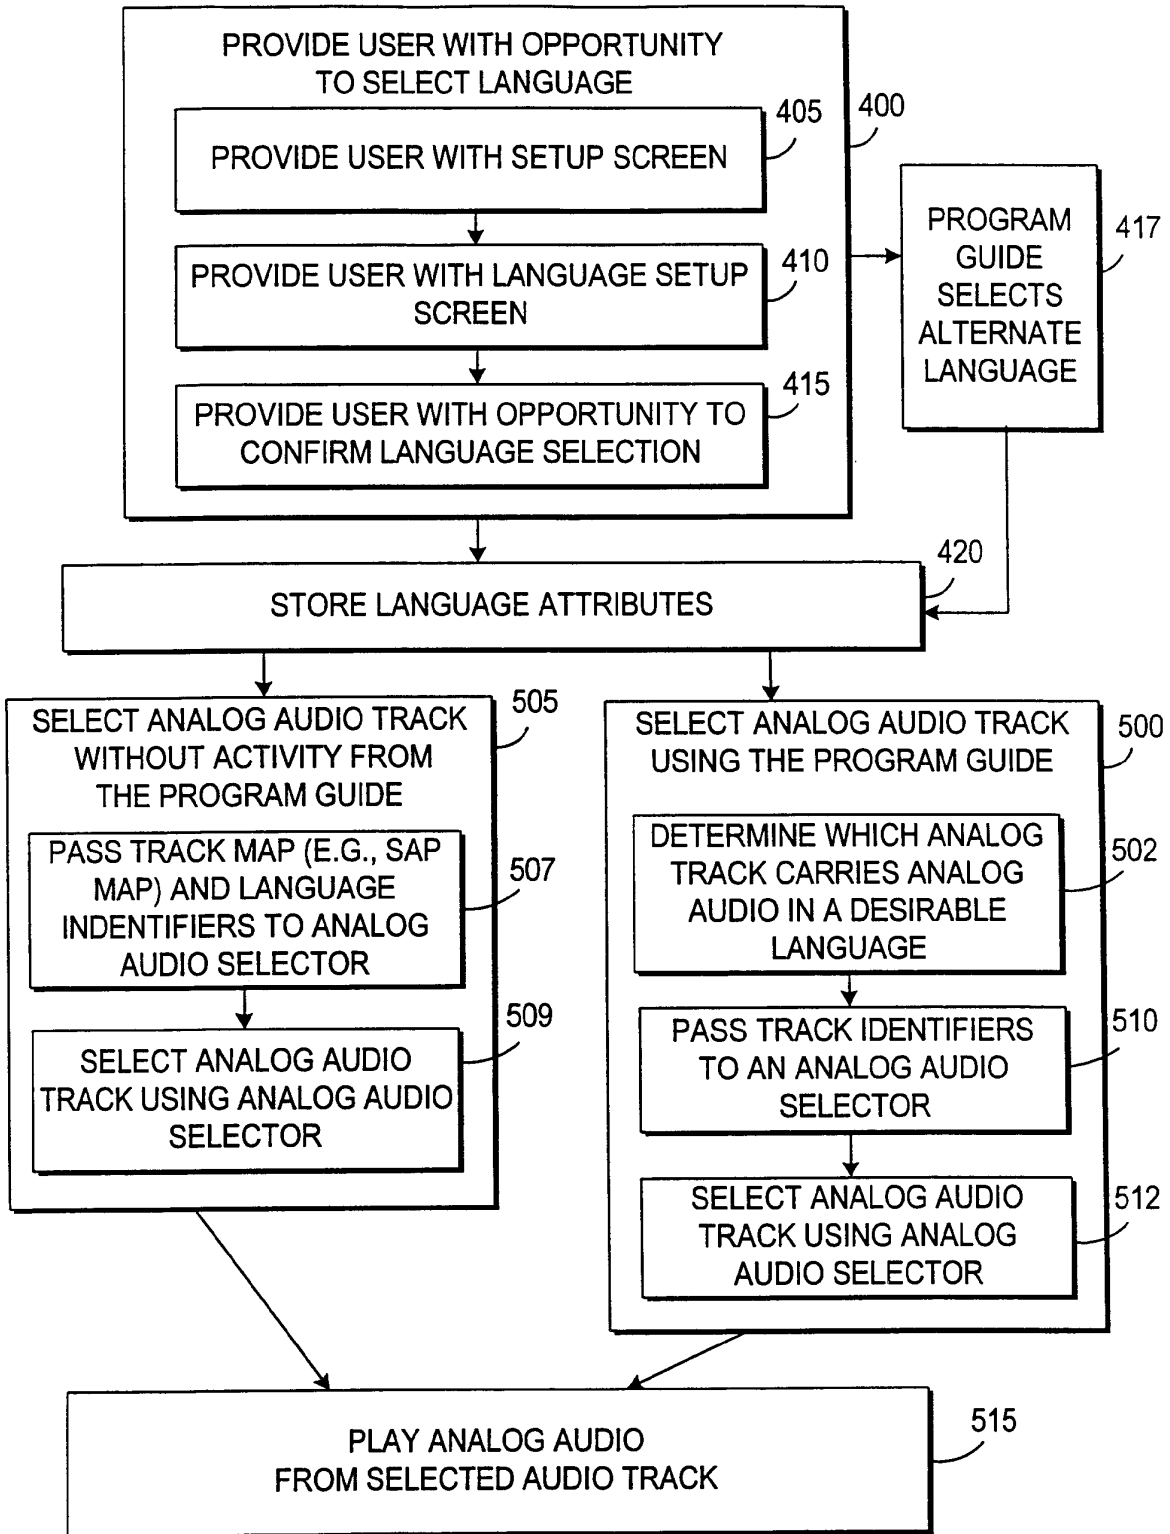 PROVIDE USER WITH OPPORTUNITY
TO SELECT LANGUAGE
400
405
PROVIDE USER WITH SETUP SCREEN
410
PROVIDE USER WITH LANGUAGE SETUP
SCREEN
415
PROVIDE USER WITH OPPORTUNITY TO
CONFIRM LANGUAGE SELECTION
417
PROGRAM
GUIDE
SELECTS
ALTERNATE
LANGUAGE
420
STORE LANGUAGE ATTRIBUTES
505
SELECT ANALOG AUDIO TRACK
WITHOUT ACTIVITY FROM
THE PROGRAM GUIDE
507
PASS TRACK MAP (E.G., SAP
MAP) AND LANGUAGE
INDENTIFIERS TO ANALOG
AUDIO SELECTOR
509
SELECT ANALOG AUDIO
TRACK USING ANALOG AUDIO
SELECTOR
500
SELECT ANALOG AUDIO TRACK
USING THE PROGRAM GUIDE
502
DETERMINE WHICH ANALOG
TRACK CARRIES ANALOG
AUDIO IN A DESIRABLE
LANGUAGE
510
PASS TRACK IDENTIFIERS
TO AN ANALOG AUDIO
SELECTOR
512
SELECT ANALOG AUDIO
TRACK USING ANALOG
AUDIO SELECTOR
515
PLAY ANALOG AUDIO
FROM SELECTED AUDIO TRACK